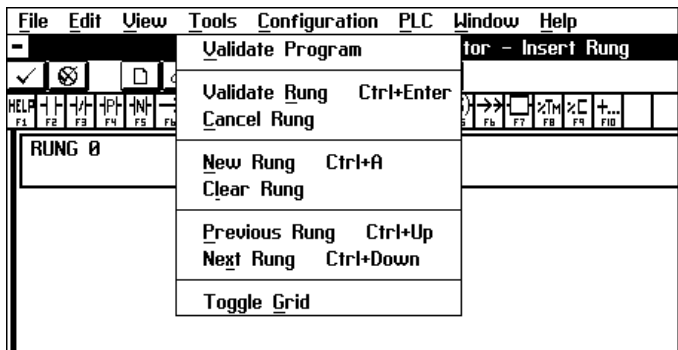 File Edit View Tools Configuration PLC Window Help
tor - Insert Rung
Validate Program
Validate Rung Ctrl+Enter
Cancel Rung
New Rung Ctrl+A
Clear Rung
Previous Rung Ctrl+Up
Next Rung Ctrl+Down
Toggle Grid
HELP P N %TM %C +...
F1 F2 F3 F4 F5 F6 F7 F8 F9 F10
RUNG 0